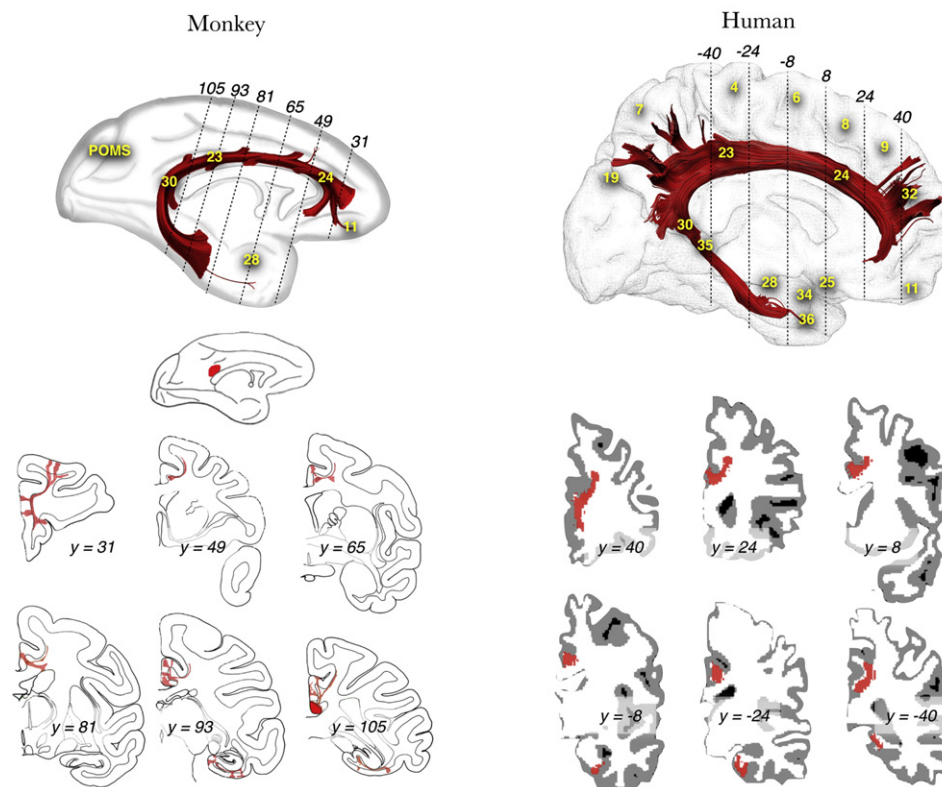 Monkey
Human
105 93 81 65 49 31
POMS
23
30
24
11
28
-40 -24 -8 8 24 40
4
6
7
8
9
19
23
24
32
30
35
28
34
25
36
11
y = 31
y = 49
y = 65
y = 81
y = 93
y = 105
y = 40
y = 24
y = 8
y = -8
y = -24
y = -40